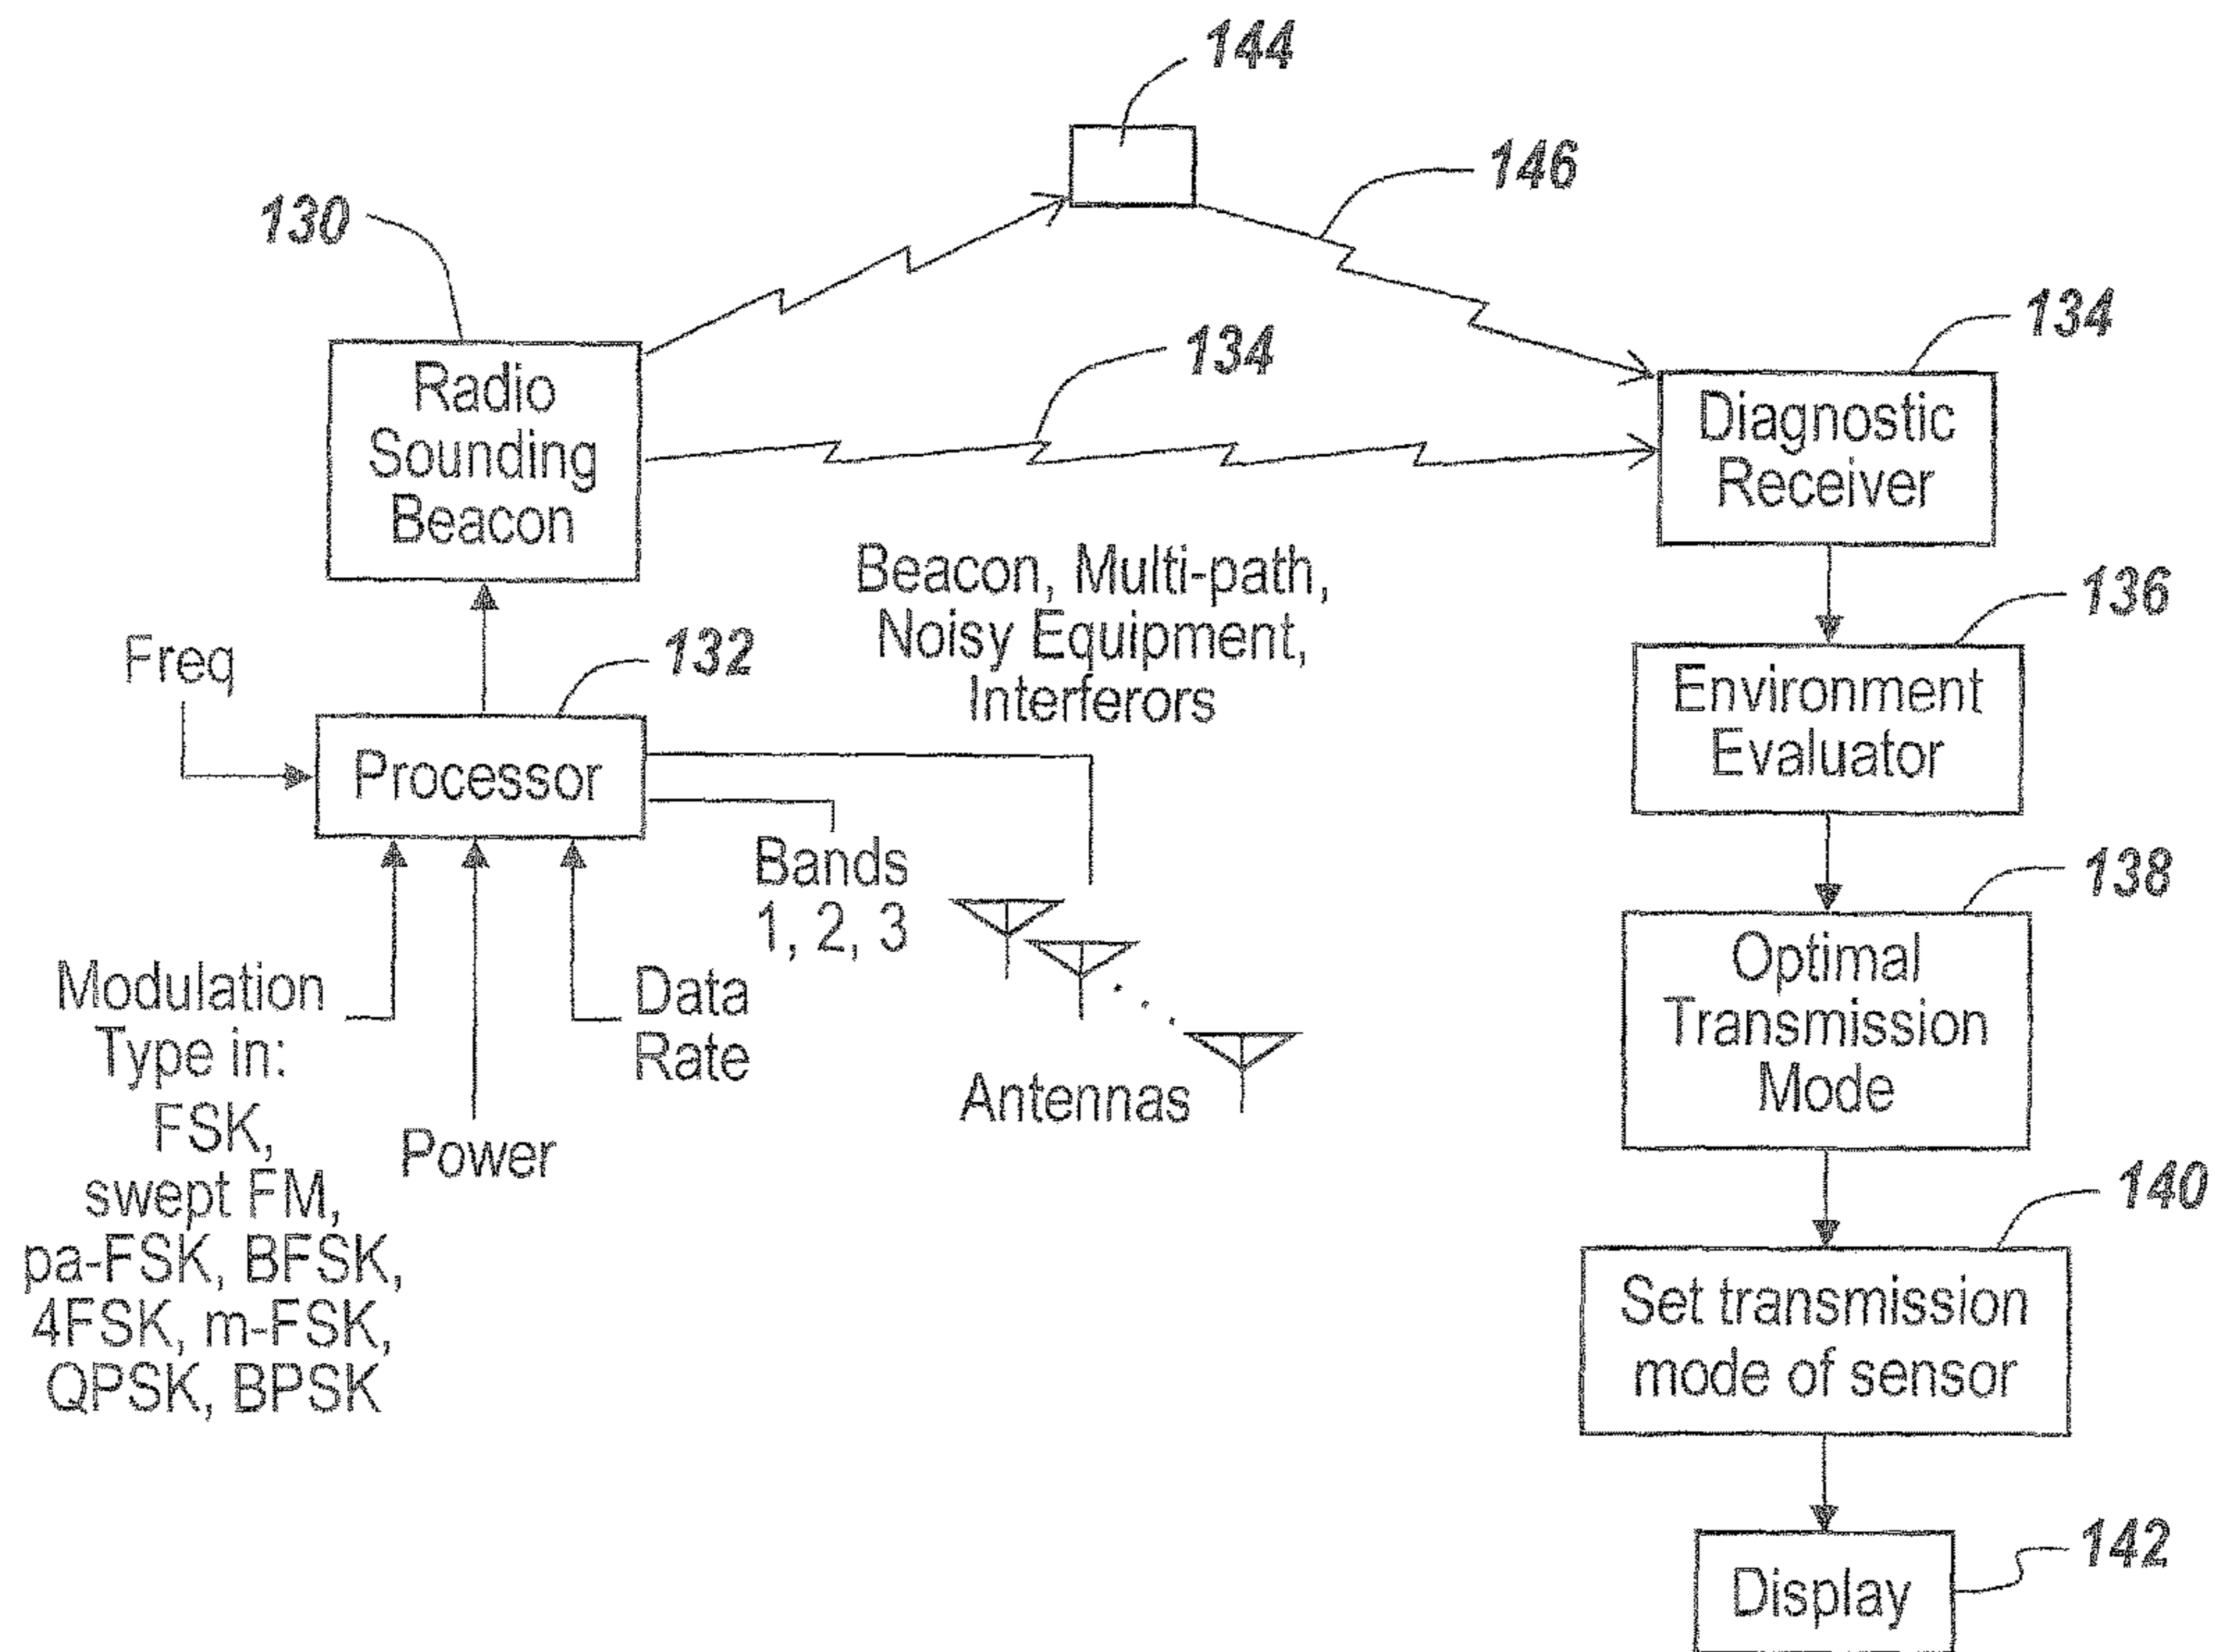 144
146
130
134
134
Radio
Sounding
Beacon
Diagnostic
Receiver
Beacon, Multi-path,
Noisy Equipment,
Interferors
136
Freq
132
Environment
Evaluator
Processor
Bands
1, 2, 3
138
Optimal
Transmission
Mode
Modulation
Type in:
FSK,
swept FM,
pa-FSK, BFSK,
4FSK, m-FSK,
QPSK, BPSK
Power
Data
Rate
Antennas
140
Set transmission
mode of sensor
142
Display